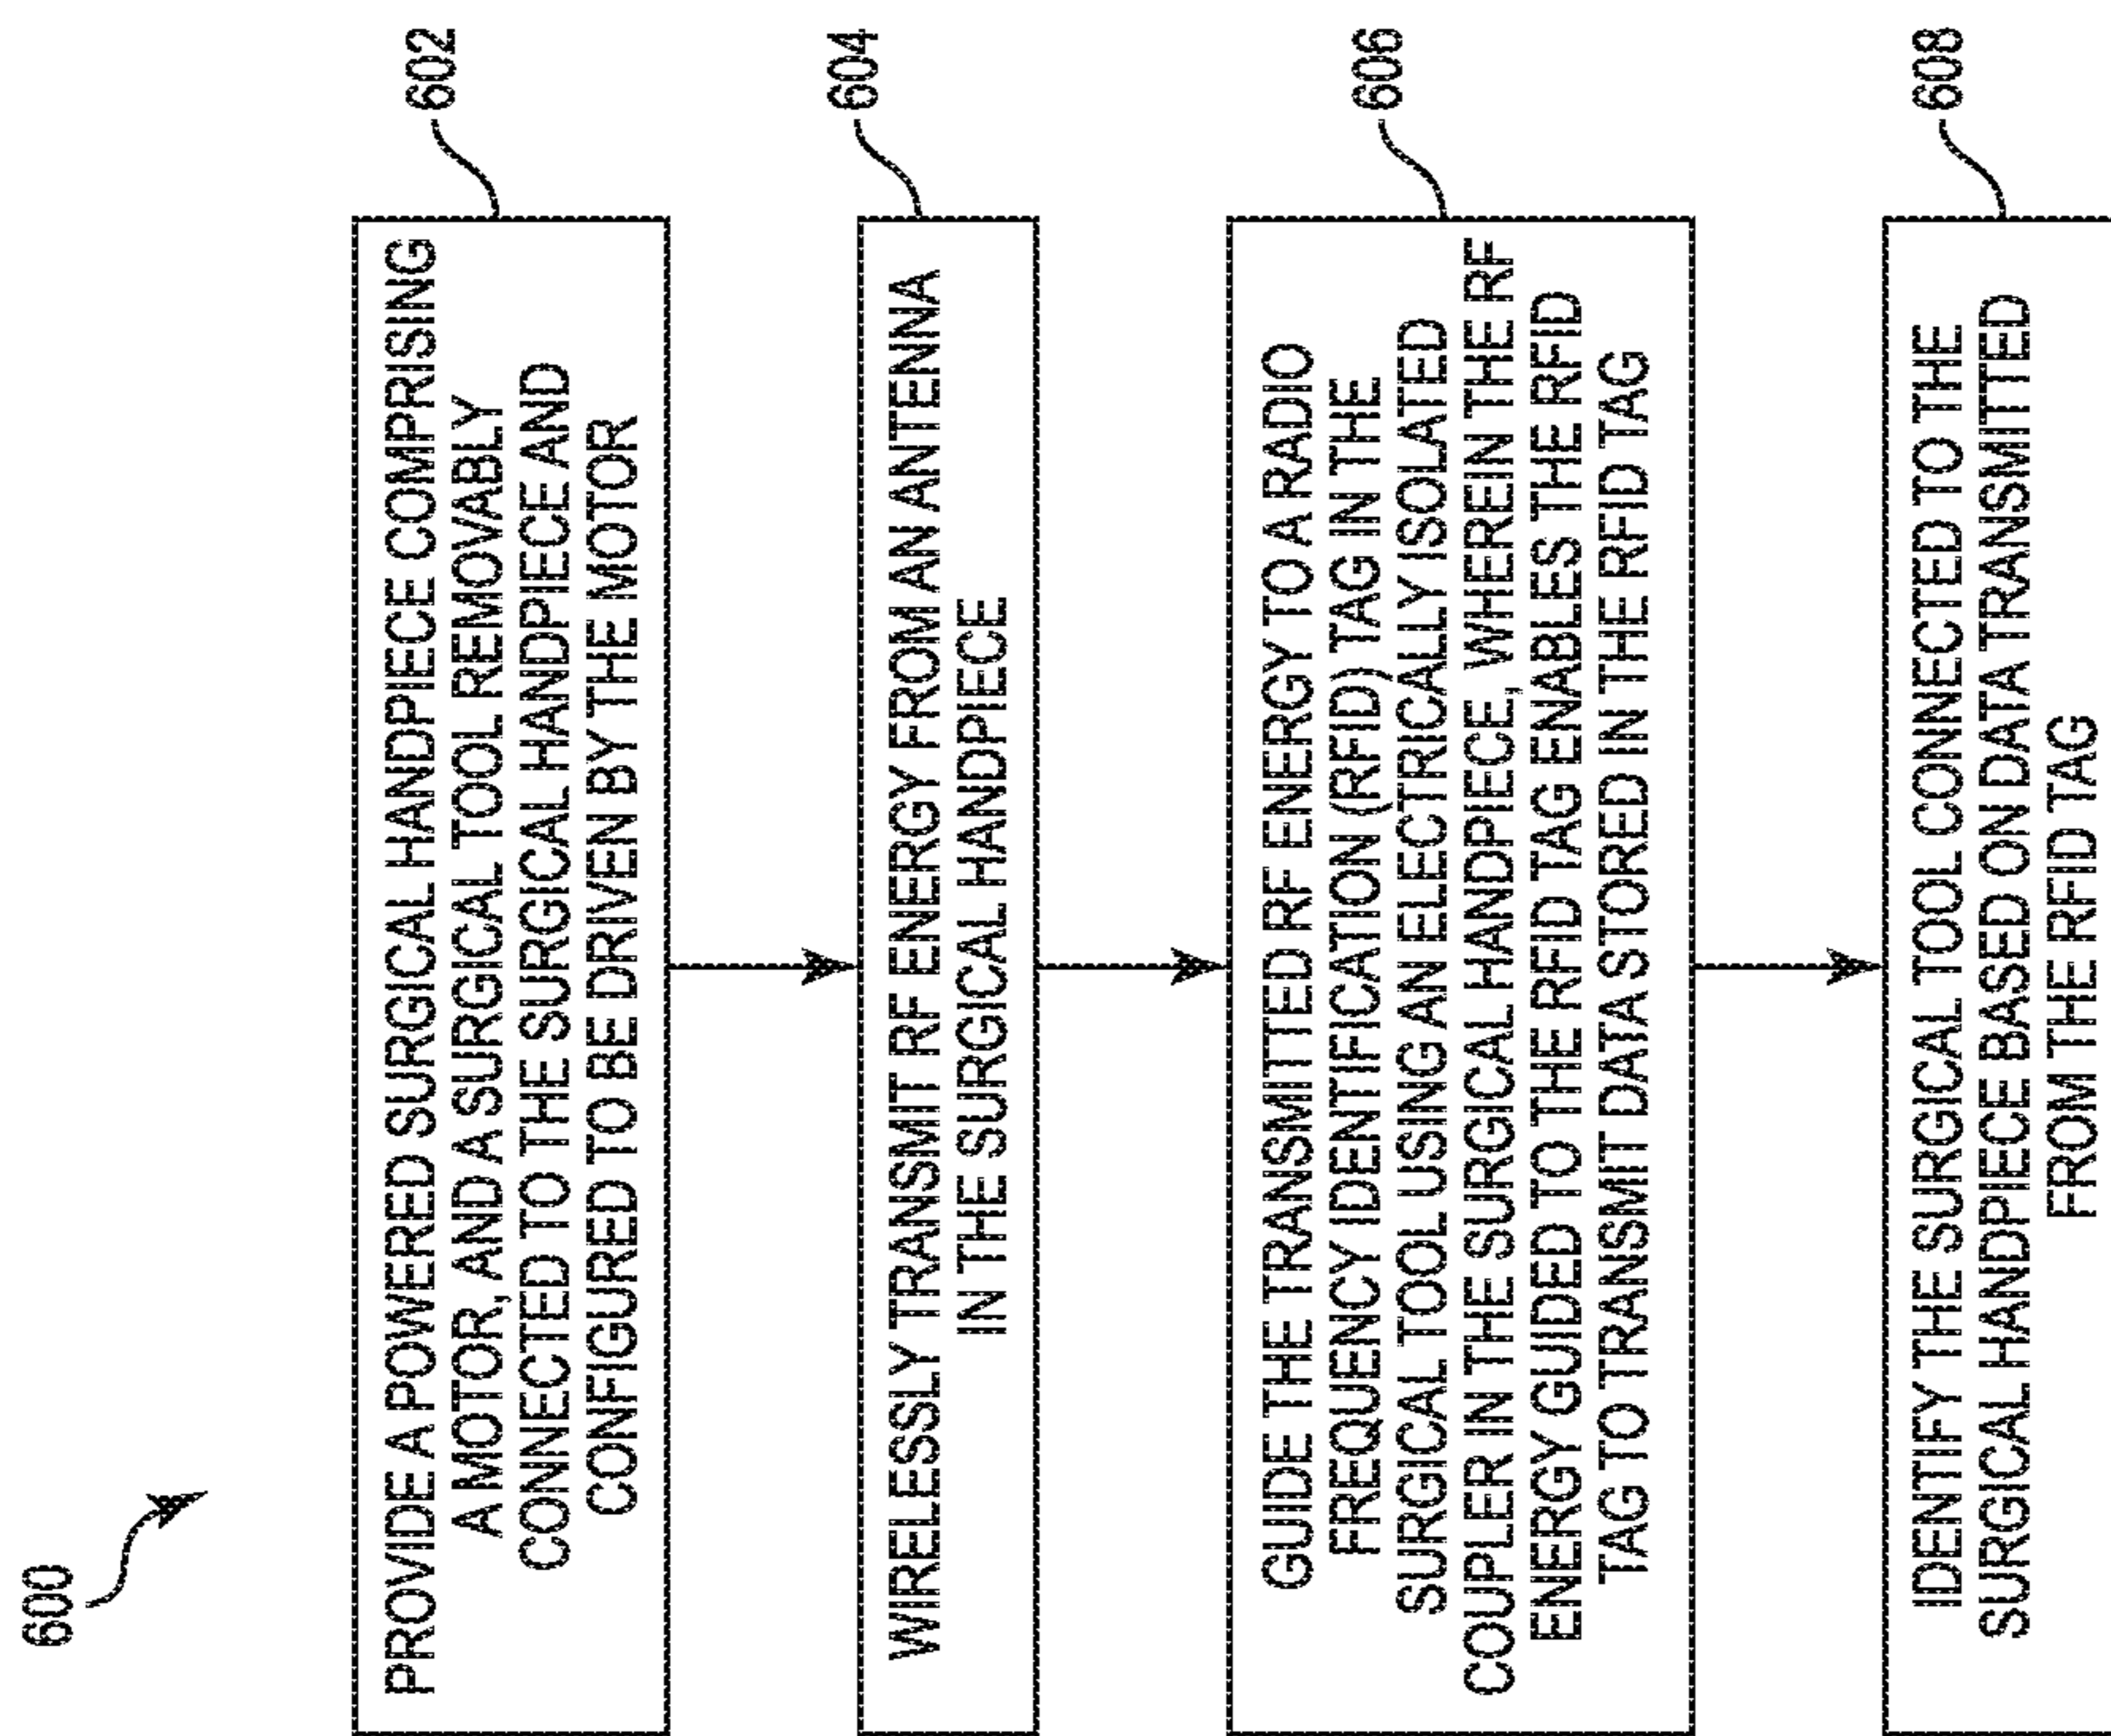 600
PROVIDE A POWERED SURGICAL HANDPIECE COMPRISING
A MOTOR, AND A SURGICAL TOOL REMOVABLY
CONNECTED TO THE SURGICAL HANDPIECE AND
CONFIGURED TO BE DRIVEN BY THE MOTOR
602
WIRELESSLY TRANSMIT RF ENERGY FROM AN ANTENNA
IN THE SURGICAL HANDPIECE
604
GUIDE THE TRANSMITTED RF ENERGY TO A RADIO
FREQUENCY IDENTIFICATION (RFID) TAG IN THE
SURGICAL TOOL USING AN ELECTRICALLY ISOLATED
COUPLER IN THE SURGICAL HANDPIECE, WHEREIN THE RF
ENERGY GUIDED TO THE RFID TAG ENABLES THE RFID
TAG TO TRANSMIT DATA STORED IN THE RFID TAG
606
IDENTIFY THE SURGICAL TOOL CONNECTED TO THE
SURGICAL HANDPIECE BASED ON DATA TRANSMITTED
FROM THE RFID TAG
608